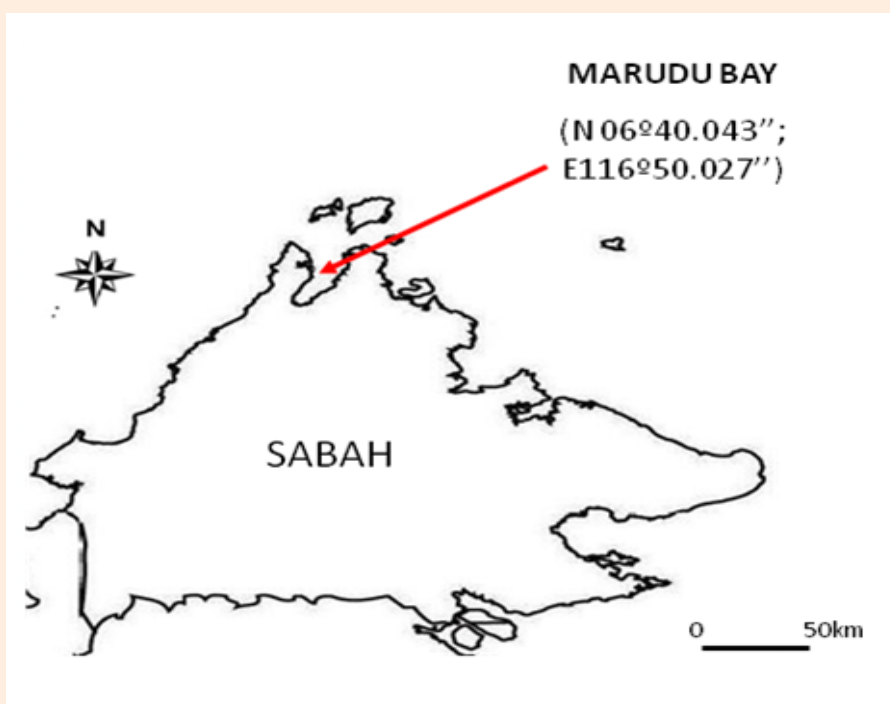 MARUDU BAY
(N 06º40.043″;
E116º50.027’’)
N
SABAH
0 50km